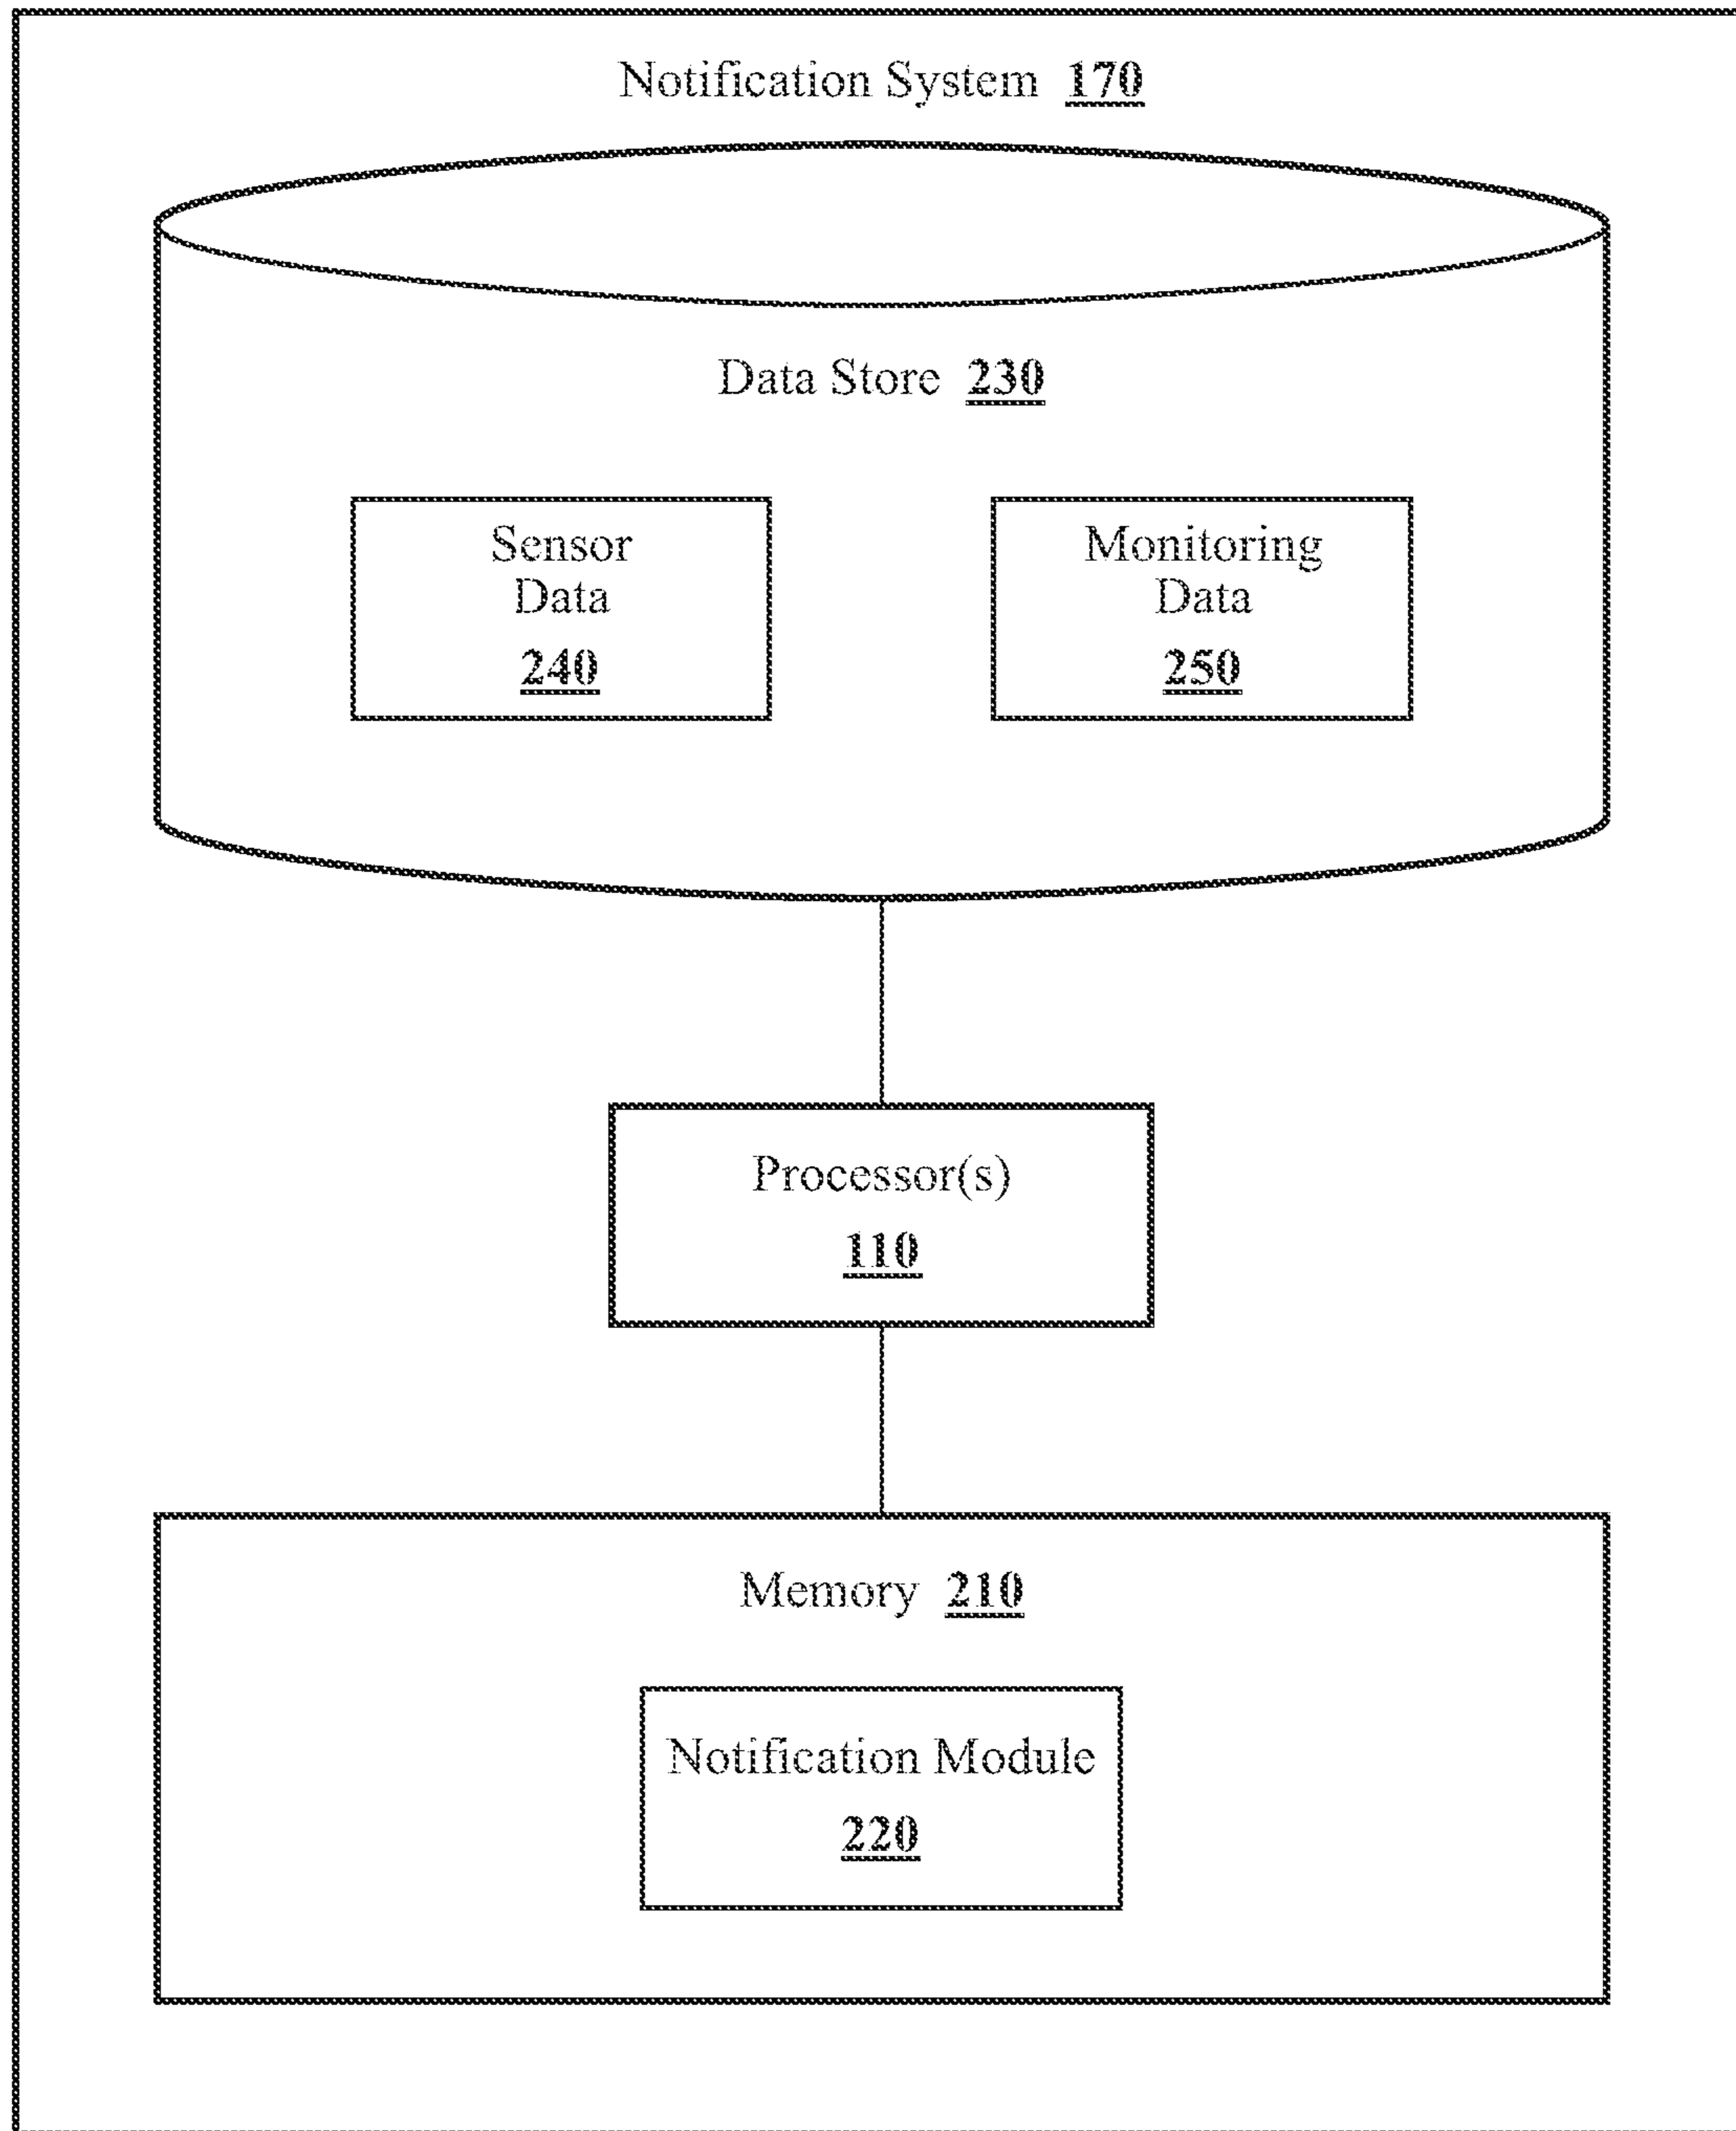 Notification System 170
Data Store 230
Sensor
Data
240
Monitoring
Data
250
Processor(s)
110
Memory 210
Notification Module
220